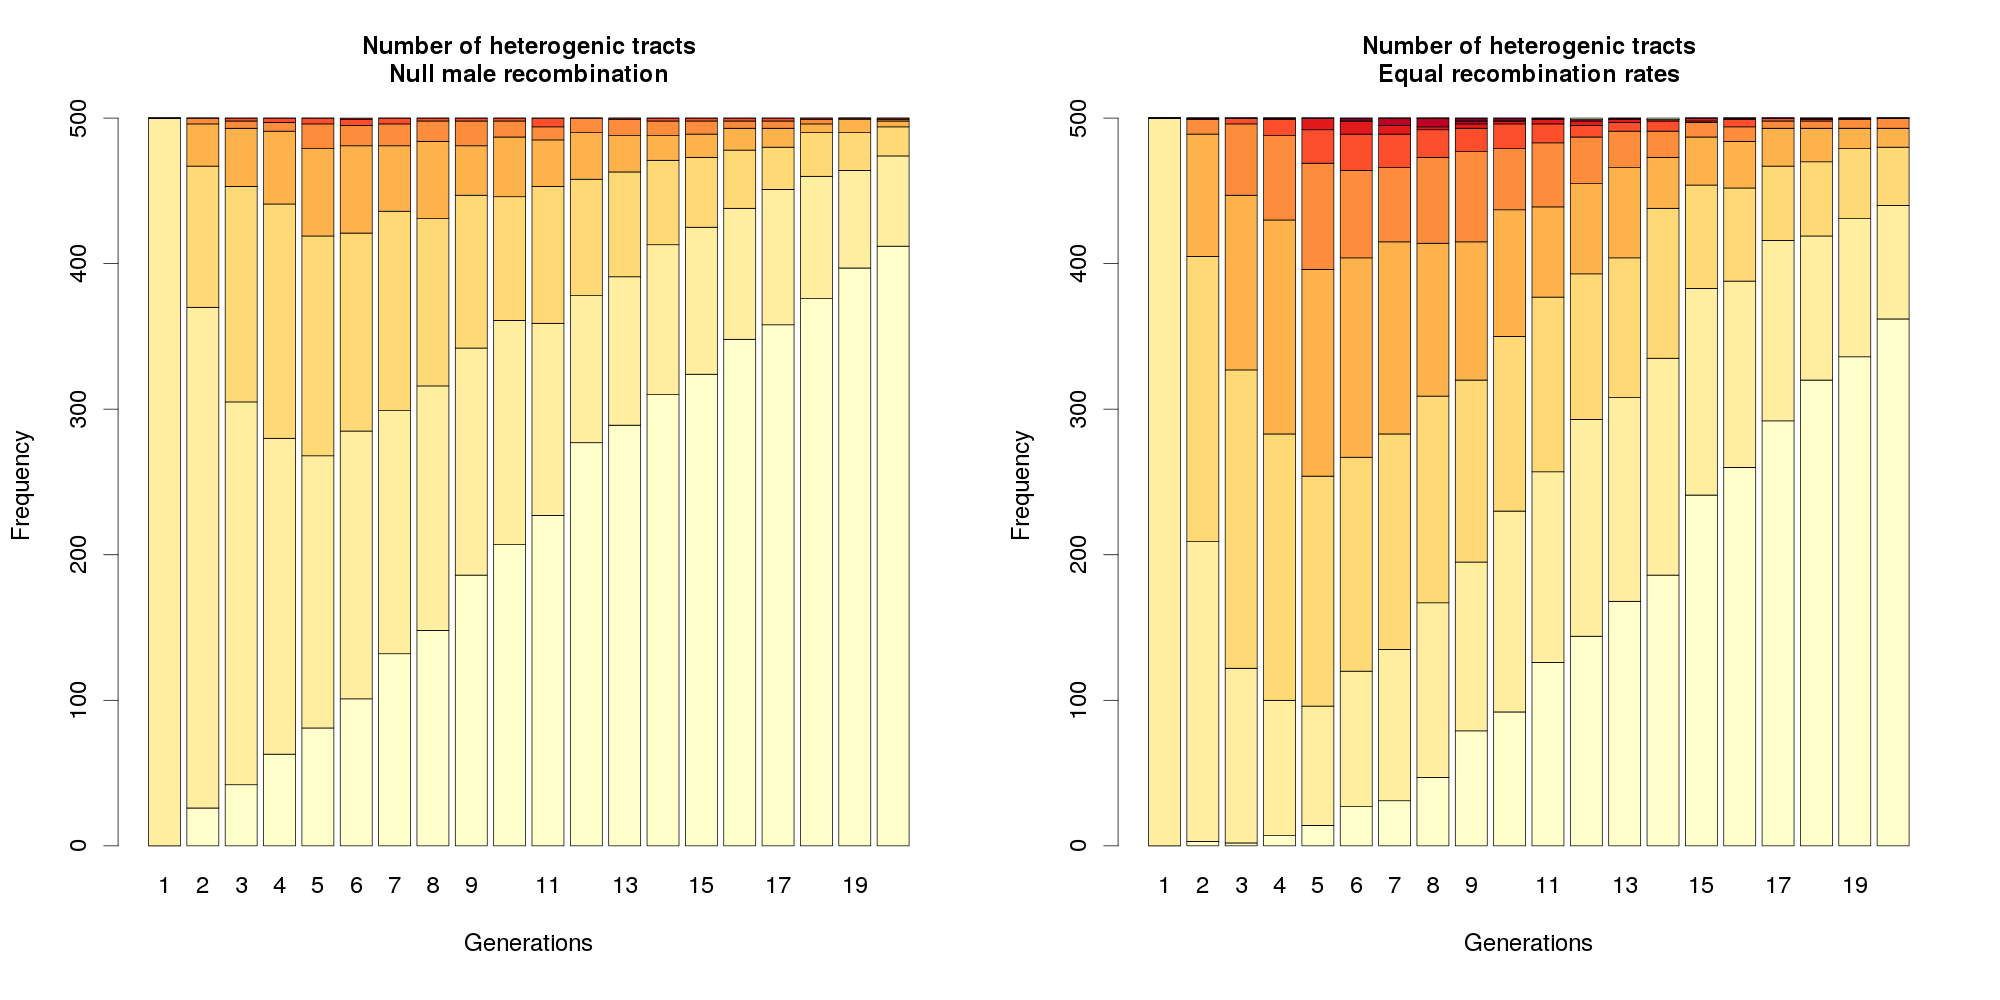 Number of heterogenic tracts
Null male recombination
Frequency
500
400
300
200
100
0
1 2 3 4 5 6 7 8 9 11 13 15 17 19
Generations
Number of heterogenic tracts
Equal recombination rates
Frequency
500
400
300
200
100
0
1 2 3 4 5 6 7 8 9 11 13 15 17 19
Generations